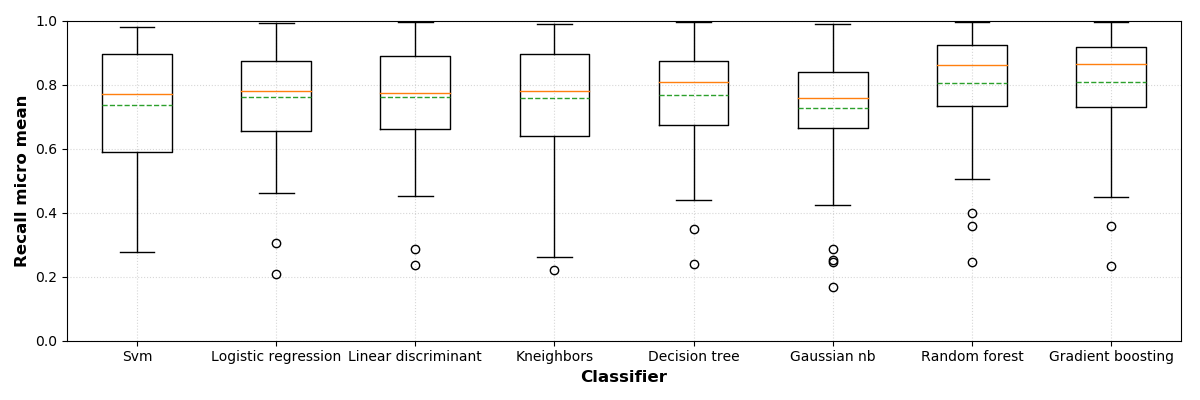 1.0
0.8
0.6
0.4
0.2
0.0
Recall micro mean
Svm
Logistic regression
Linear discriminant
Kneighbors
Decision tree
Gaussian nb
Random forest
Gradient boosting
Classifier